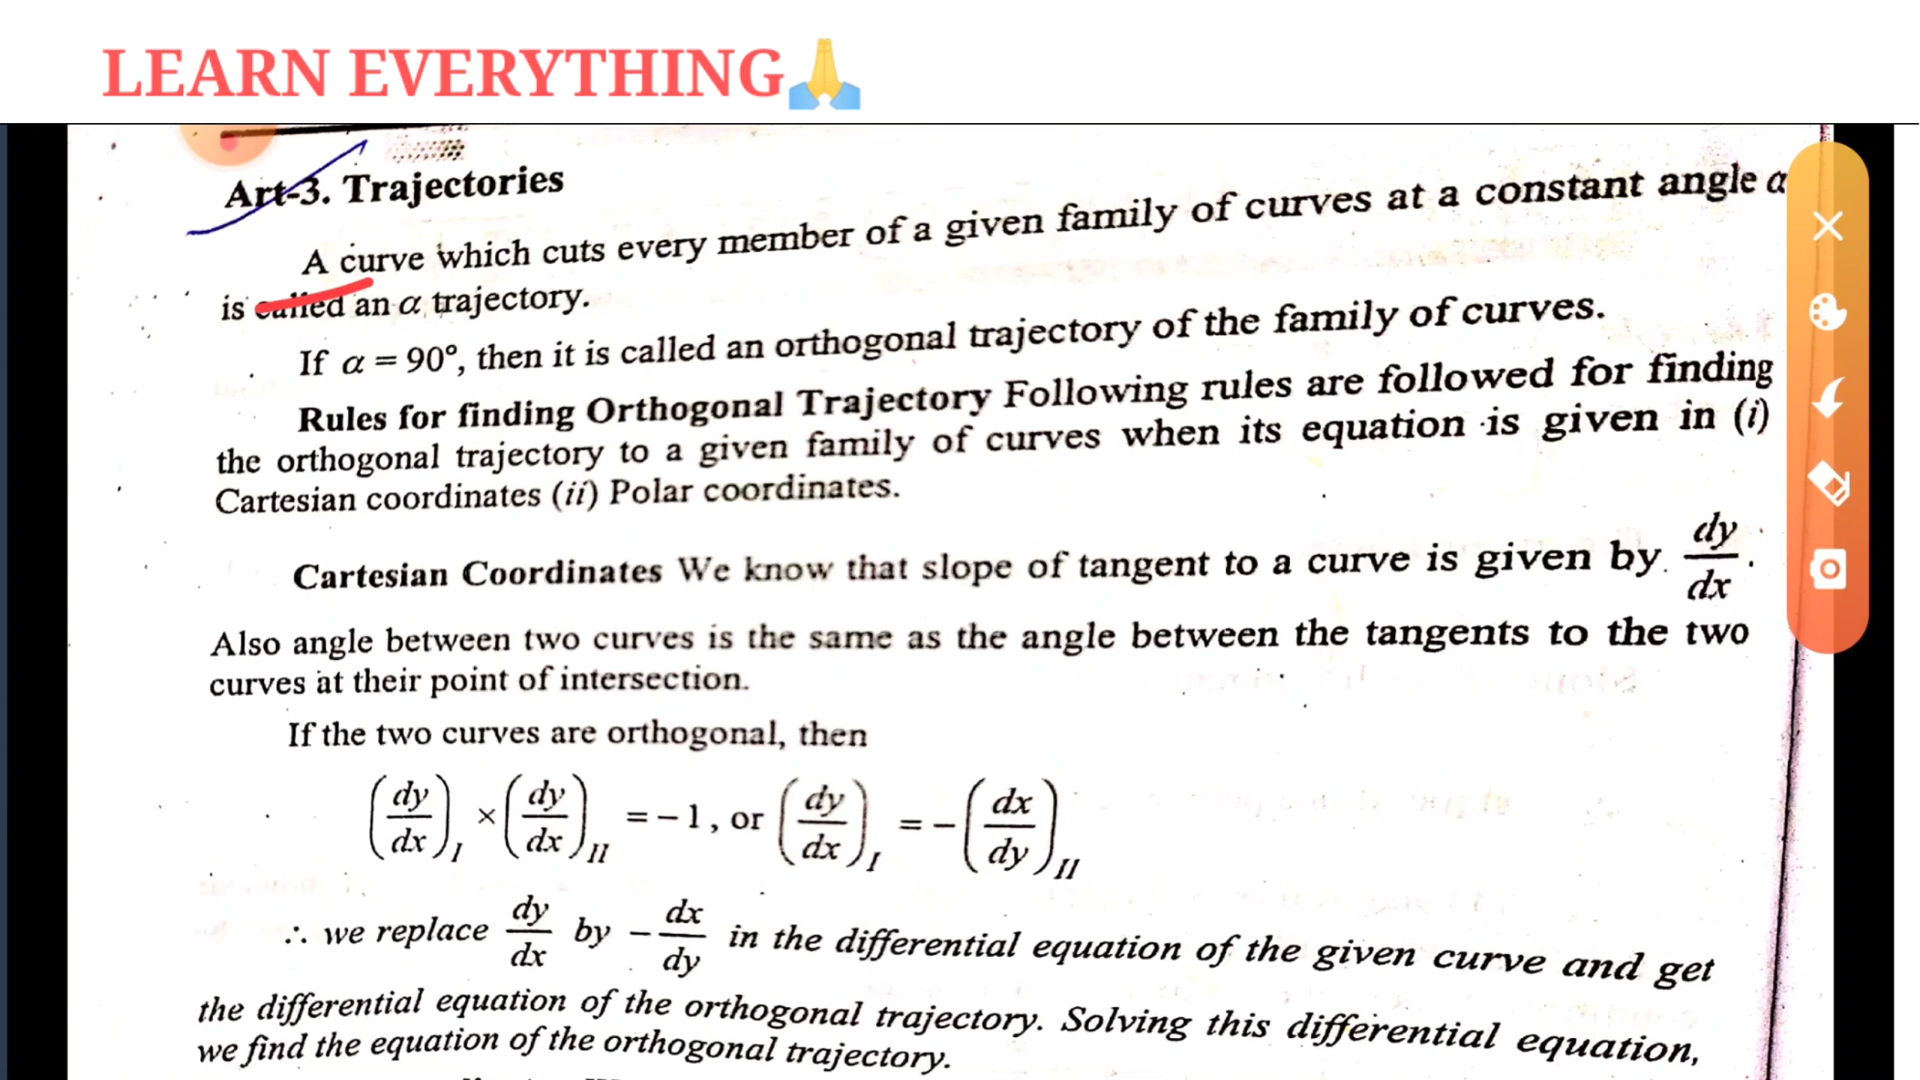 LEARN EVERYTHING🙏
Art-3. Trajectories
A curve which cuts every member of a given family of curves at a constant angle α
is called an α trajectory.
If α = 90°, then it is called an orthogonal trajectory of the family of curves.
Rules for finding Orthogonal Trajectory Following rules are followed for finding
the orthogonal trajectory to a given family of curves when its equation is given in (i)
Cartesian coordinates (ii) Polar coordinates.
Cartesian Coordinates We know that slope of tangent to a curve is given by dy/dx.
Also angle between two curves is the same as the angle between the tangents to the two
curves at their point of intersection.
If the two curves are orthogonal, then
(dy/dx)_I × (dy/dx)_II = −1, or (dy/dx)_I = −(dx/dy)_II
∴ we replace dy/dx by −dx/dy in the differential equation of the given curve and get
the differential equation of the orthogonal trajectory. Solving this differential equation,
we find the equation of the orthogonal trajectory.